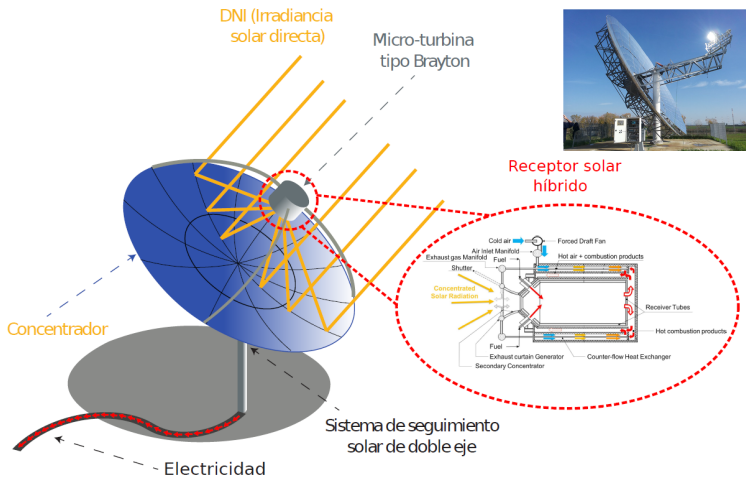 DNI (Irradiancia
solar directa)
Micro-turbina
tipo Brayton
Receptor solar
híbrido
Cold air
Forced Draft Fan
Air Inlet Manifold
Exhaust gas Manifold
Fuel
Hot air + combustion products
Shutter
Concentrated
Solar Radiation
Receiver Tubes
Hot combustion products
Fuel
Exhaust curtain Generator
Counter-flow Heat Exchanger
Secondary Concentrator
Concentrador
Sistema de seguimiento
solar de doble eje
Electricidad